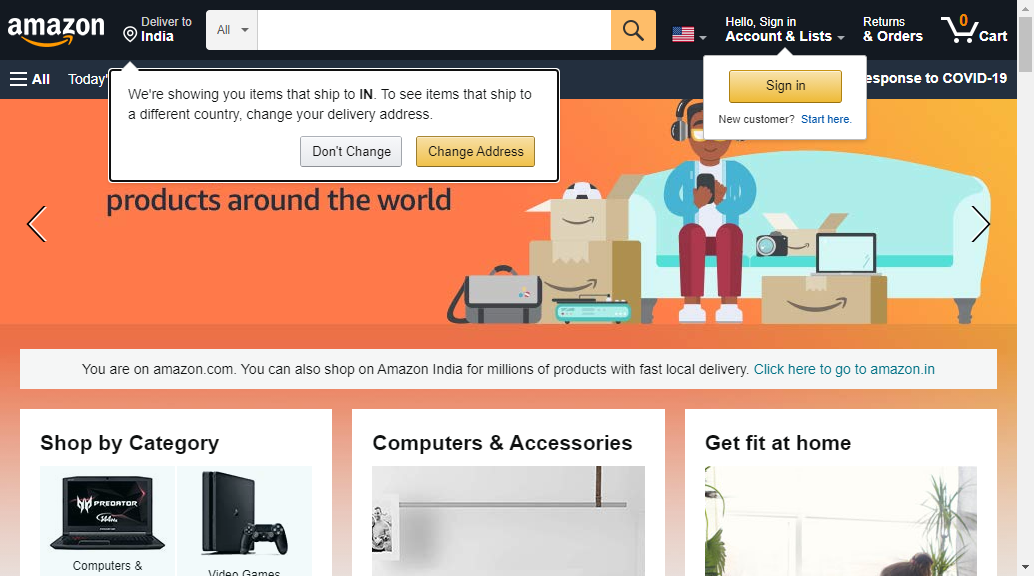 amazon
Deliver to
India
All
Hello, Sign in
Account & Lists
Returns
& Orders
0
Cart
All
Today'
esponse to COVID-19
We're showing you items that ship to IN. To see items that ship to
a different country, change your delivery address.
Don't Change
Change Address
Sign in
New customer? Start here.
products around the world
You are on amazon.com. You can also shop on Amazon India for millions of products with fast local delivery. Click here to go to amazon.in
Shop by Category
Computers & Accessories
Get fit at home
PREDATOR
Computers &
Video Games